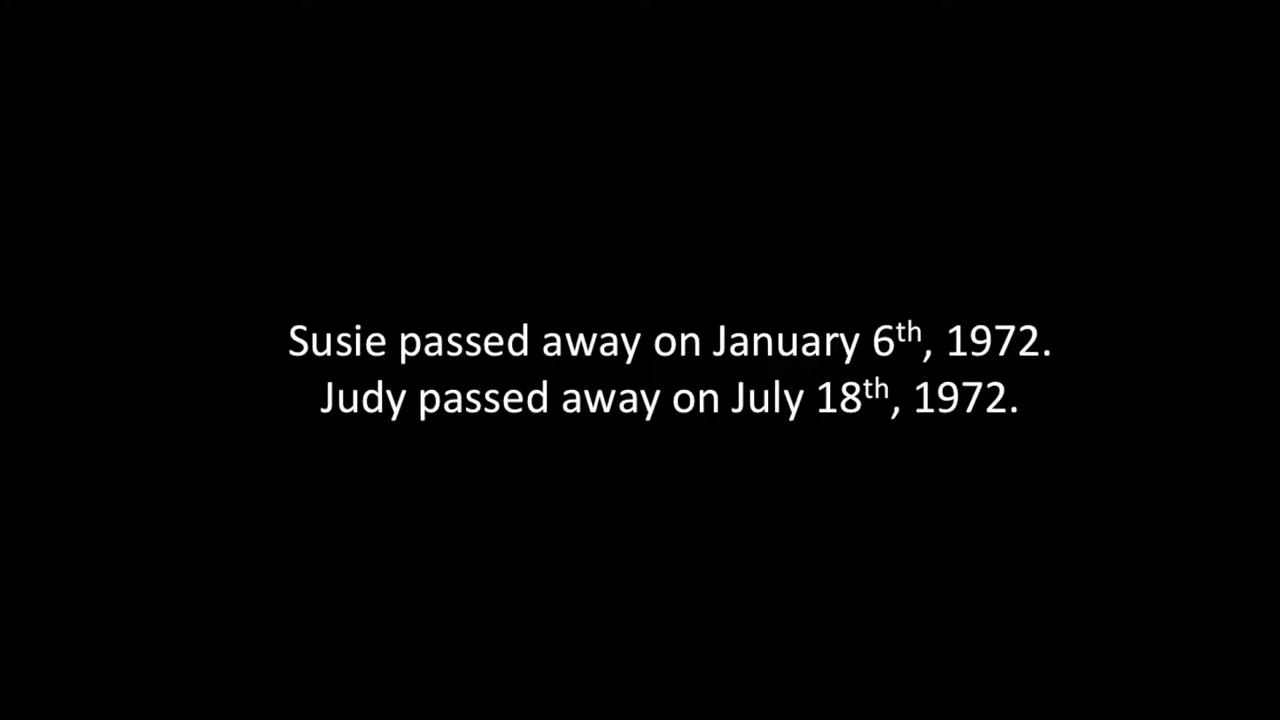 Susie passed away on January 6th, 1972.
Judy passed away on July 18th, 1972.